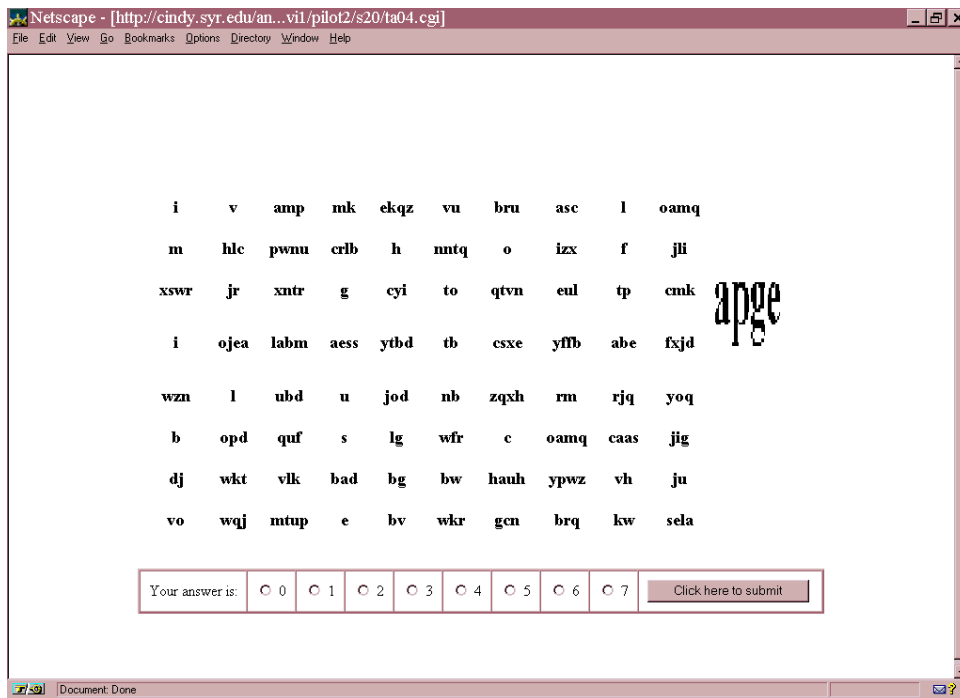 Netscape - [http://cindy.syr.edu/an...vi1/pilot2/s20/ta04.cgi]
File Edit View Go Bookmarks Options Directory Window Help
i v amp mk ekqz vu bru asc l oamq
m hlc pwnu crlb h nntq o izx f jli
xswr jr xntr g cyi to qtvn eul tp cmk apge
i ojea labm aess ytbd tb csxe yffb abe fxjd
wzn l ubd u jod nb zqxh rm rjq yoq
b opd quf s lg wfr c oamq caas jig
dj wkt vlk bad bg bw hauh ypwz vh ju
vo wqj mtup e bv wkr gcn brq kw sela
Your answer is: 0 1 2 3 4 5 6 7 Click here to submit
Document: Done